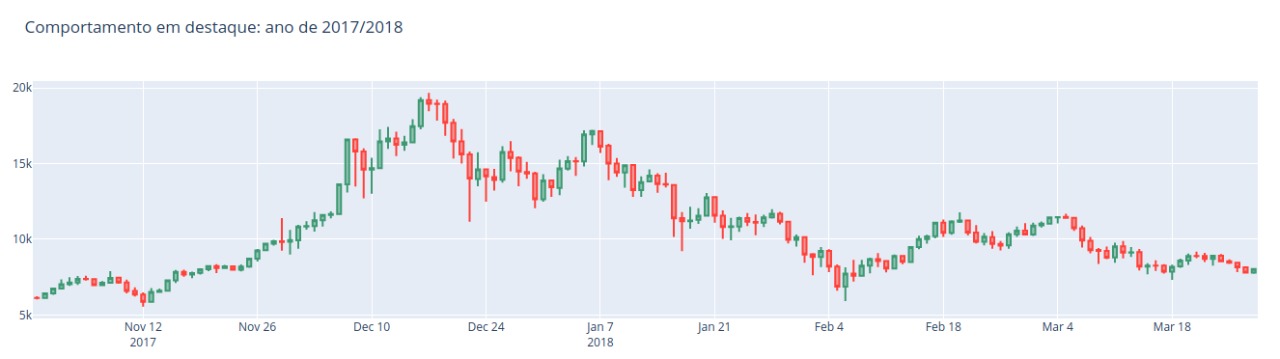 Comportamento em destaque: ano de 2017/2018
20k
15k
10k
5k
Nov 12 Nov 26 Dec 10 Dec 24 Jan 7 Jan 21 Feb 4 Feb 18 Mar 4 Mar 18
2017 2018